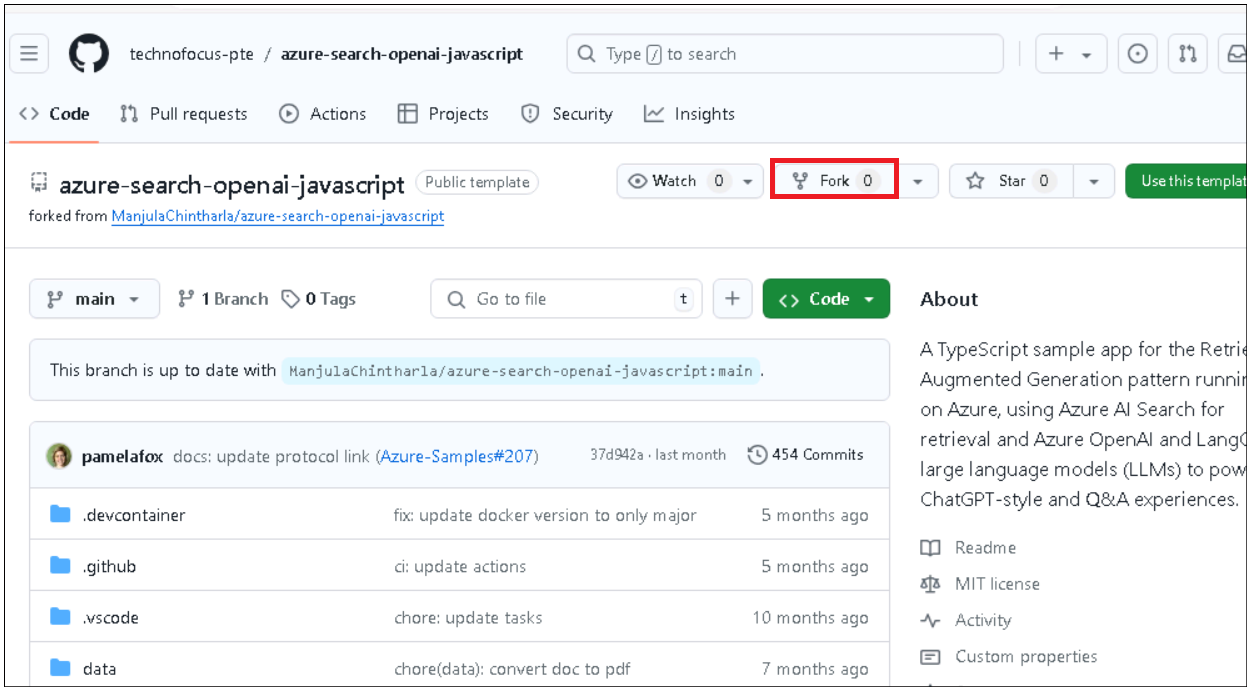 technofocus-pte / azure-search-openai-javascript Type / to search
Code Pull requests Actions Projects Security Insights
azure-search-openai-javascript Public template Watch 0 Fork 0 Star 0 Use this templat
forked from ManjulaChintharla/azure-search-openai-javascript
main 1 Branch 0 Tags Go to file t Code
About
This branch is up to date with ManjulaChintharla/azure-search-openai-javascript:main .
pamelafox docs: update protocol link (Azure-Samples#207) 37d942a · last month 454 Commits
.devcontainer fix: update docker version to only major 5 months ago
.github ci: update actions 5 months ago
.vscode chore: update tasks 10 months ago
data chore(data): convert doc to pdf 7 months ago
A TypeScript sample app for the Retrie
Augmented Generation pattern runnin
on Azure, using Azure AI Search for
retrieval and Azure OpenAI and LangC
large language models (LLMs) to pow
ChatGPT-style and Q&A experiences.
Readme
MIT license
Activity
Custom properties